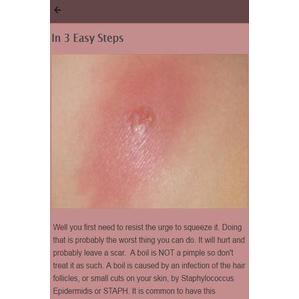 In 3 Easy Steps
Well you first need to resist the urge to squeeze it. Doing
that is probably the worst thing you can do. It will hurt and
probably leave a scar. A boil is NOT a pimple so don't
treat it as such. A boil is caused by an infection of the hair
follicles, or small cuts on your skin, by Staphylococcus
Epidermidis or STAPH. It is common to have this